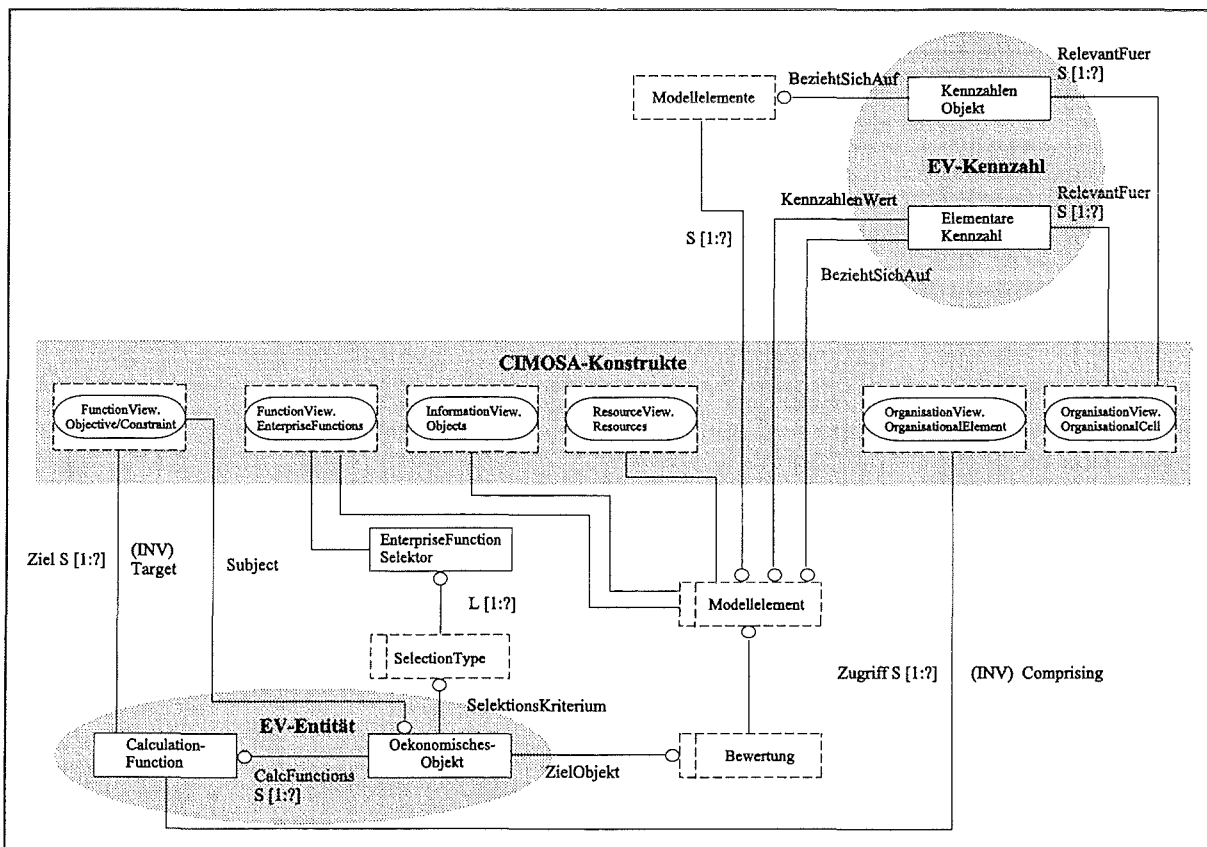 RelevantFuer
S [1:?]
BeziehtSichAuf
Modellelemente
Kennzahlen
Objekt
EV-Kennzahl
KennzahlenWert
RelevantFuer
S [1:?]
Elementare
Kennzahl
S [1:?]
BeziehtSichAuf
CIMOSA-Konstrukte
FunctionView.
Objective/Constraint
FunctionView.
EnterpriseFunctions
InformationView.
Objects
ResourceView.
Resources
OrganisationView.
OrganisationalElement
OrganisationView.
OrganisationalCell
Ziel S [1:?]
(INV)
Target
Subject
EnterpriseFunction
Selektor
L [1:?]
Modellelement
SelectionType
Zugriff S [1:?]
(INV) Comprising
SelektionsKriterium
EV-Entität
Calculation-
Function
CalcFunctions
S [1:?]
Oekonomisches-
Objekt
ZielObjekt
Bewertung